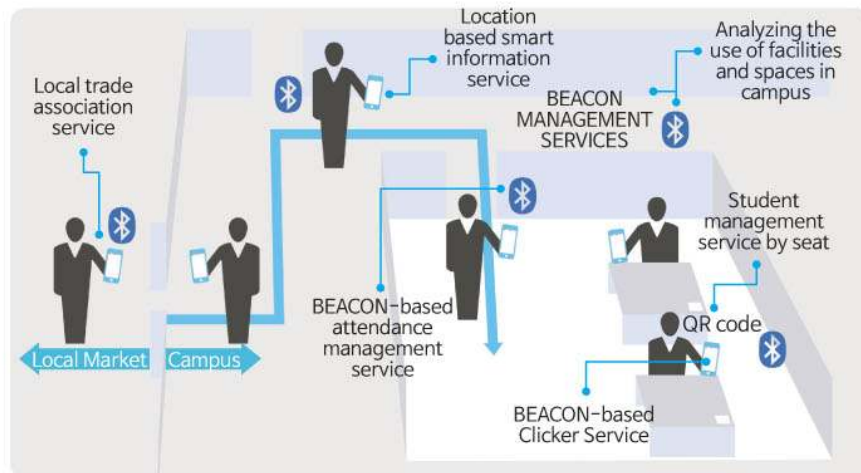 Location
based smart
information
service
Analyzing the
use of facilities
and spaces in
campus
Local trade
association
service
BEACON
MANAGEMENT
SERVICES
Student
management
service by seat
BEACON-based
attendance
management
service
QR code
Local Market
Campus
BEACON-based
Clicker Service